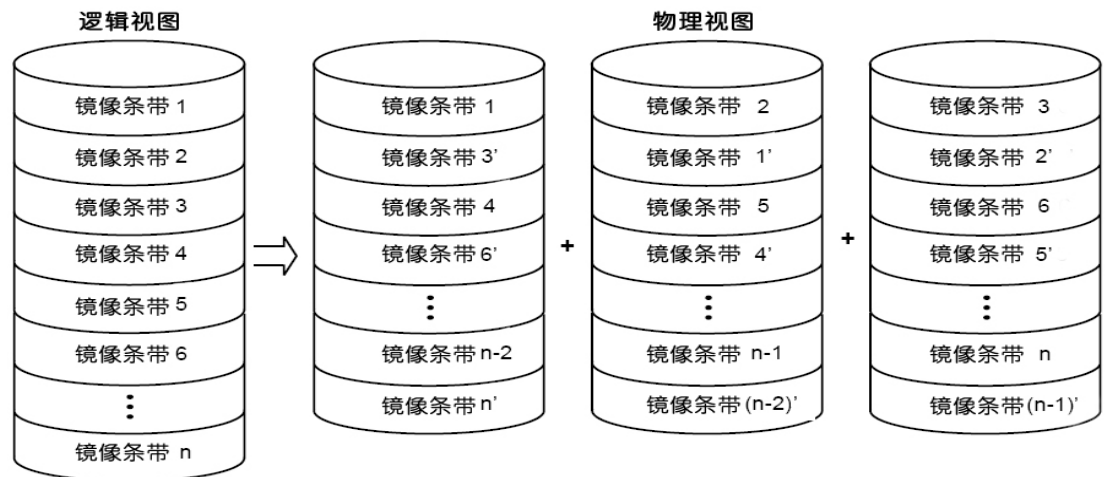 逻辑视图
物理视图
镜像条带 1
镜像条带 2
镜像条带 3
镜像条带 4
镜像条带 5
镜像条带 6
⋮
镜像条带 n
镜像条带 1
镜像条带3’
镜像条带 4
镜像条带6’
⋮
镜像条带 n-2
镜像条带 n’
+
镜像条带 2
镜像条带 1’
镜像条带 5
镜像条带 4’
⋮
镜像条带 n-1
镜像条带(n-2)’
+
镜像条带 3
镜像条带 2’
镜像条带 6
镜像条带 5’
⋮
镜像条带 n
镜像条带(n-1)’